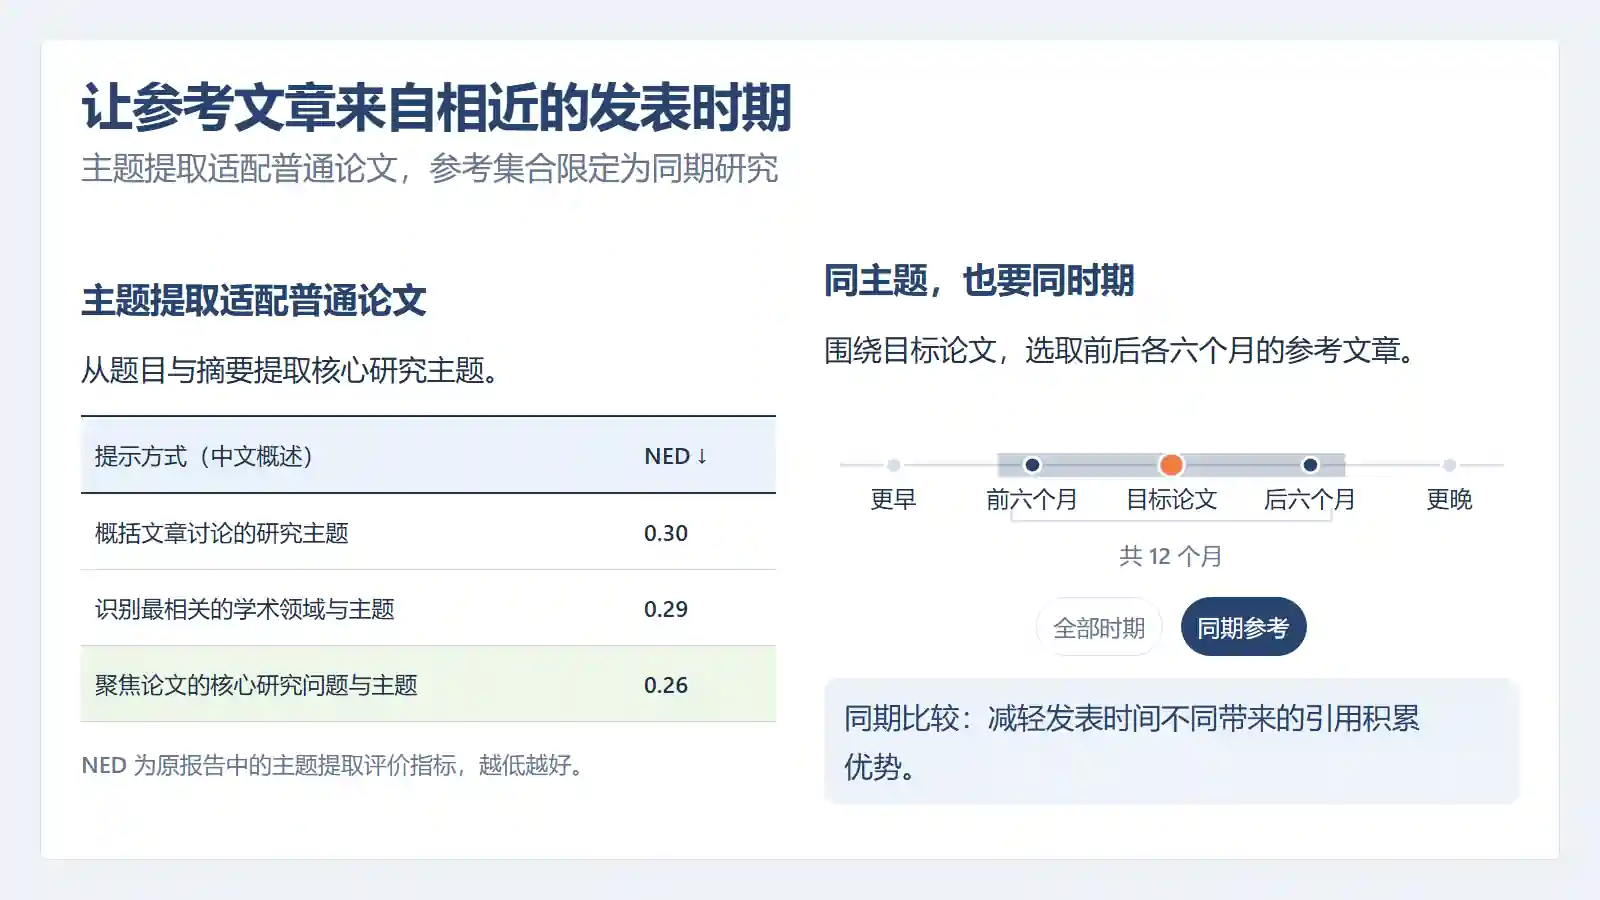 让参考文章来自相近的发表时期
主题提取适配普通论文，参考集合限定为同期研究
主题提取适配普通论文
从题目与摘要提取核心研究主题。
提示方式（中文概述） NED ↓
概括文章讨论的研究主题 0.30
识别最相关的学术领域与主题 0.29
聚焦论文的核心研究问题与主题 0.26
NED 为原报告中的主题提取评价指标，越低越好。
同主题，也要同时期
围绕目标论文，选取前后各六个月的参考文章。
更早 前六个月 目标论文 后六个月 更晚
共 12 个月
全部时期 同期参考
同期比较：减轻发表时间不同带来的引用积累
优势。